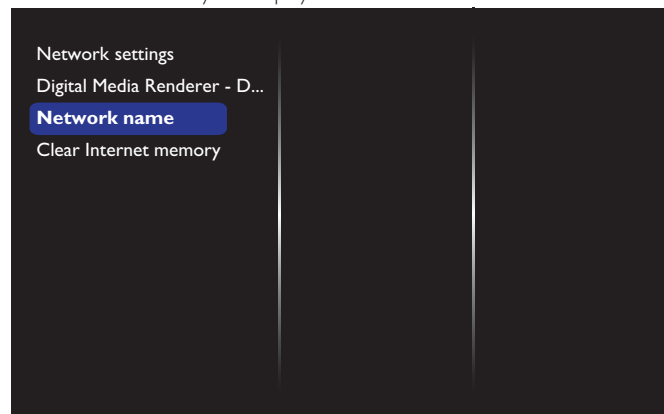 Network settings
Digital Media Renderer - D...
Network name
Clear Internet memory